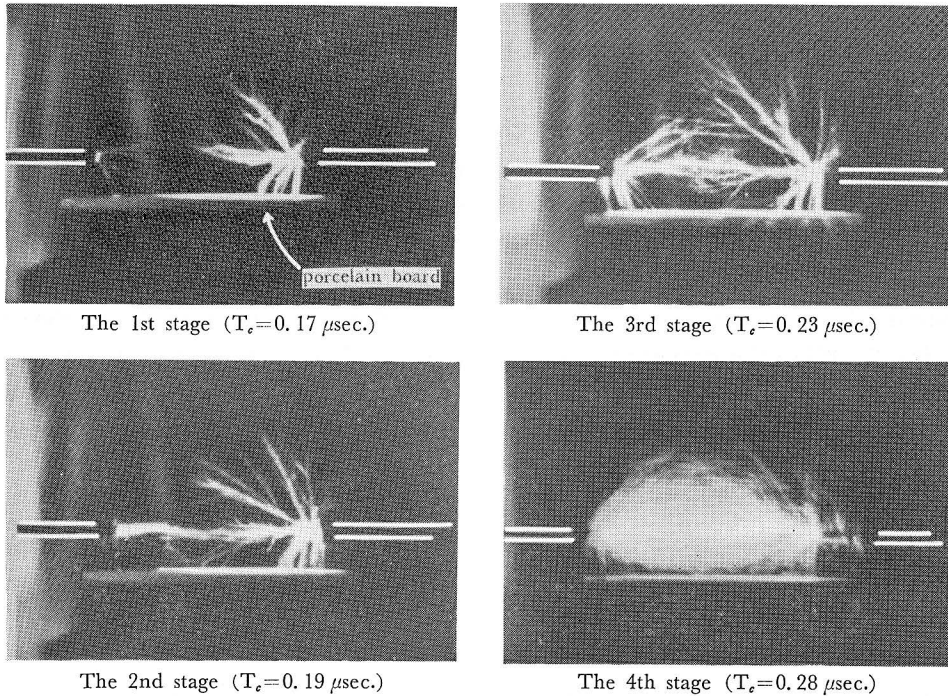 porcelain board
The 1st stage (Tc=0.17 μsec.)
The 3rd stage (Tc=0.23 μsec.)
The 2nd stage (Tc=0.19 μsec.)
The 4th stage (Tc=0.28 μsec.)